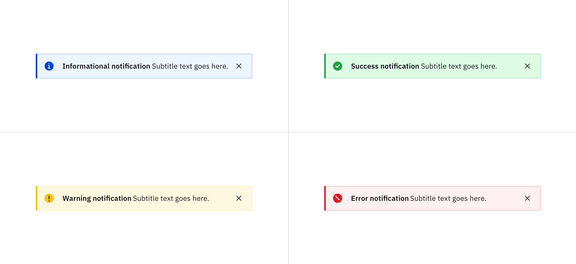 Informational notification Subtitle text goes here.
Success notification Subtitle text goes here.
Warning notification Subtitle text goes here.
Error notification Subtitle text goes here.